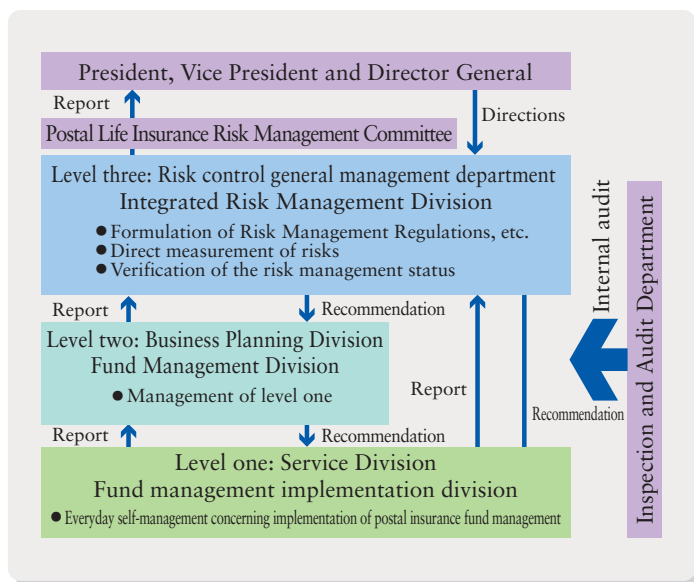 President, Vice President and Director General
Report
Directions
Postal Life Insurance Risk Management Committee
Level three: Risk control general management department
Integrated Risk Management Division
● Formulation of Risk Management Regulations, etc.
● Direct measurement of risks
● Verification of the risk management status
Report
Recommendation
Level two: Business Planning Division
Fund Management Division
● Management of level one
Report
Recommendation
Report
Recommendation
Level one: Service Division
Fund management implementation division
● Everyday self-management concerning implementation of postal insurance fund management
Internal audit
Inspection and Audit Department